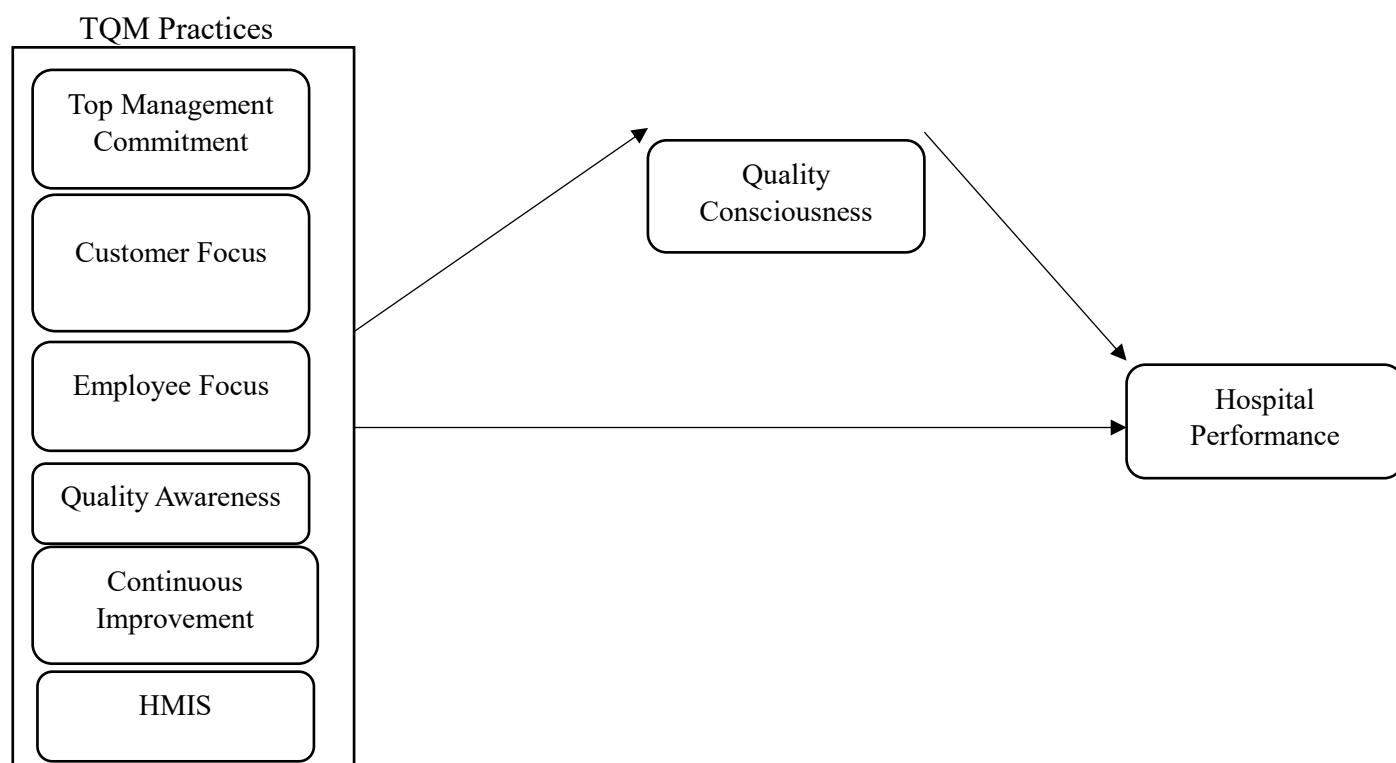 TQM Practices
Top Management
Commitment
Customer Focus
Employee Focus
Quality Awareness
Continuous
Improvement
HMIS
Quality
Consciousness
Hospital
Performance